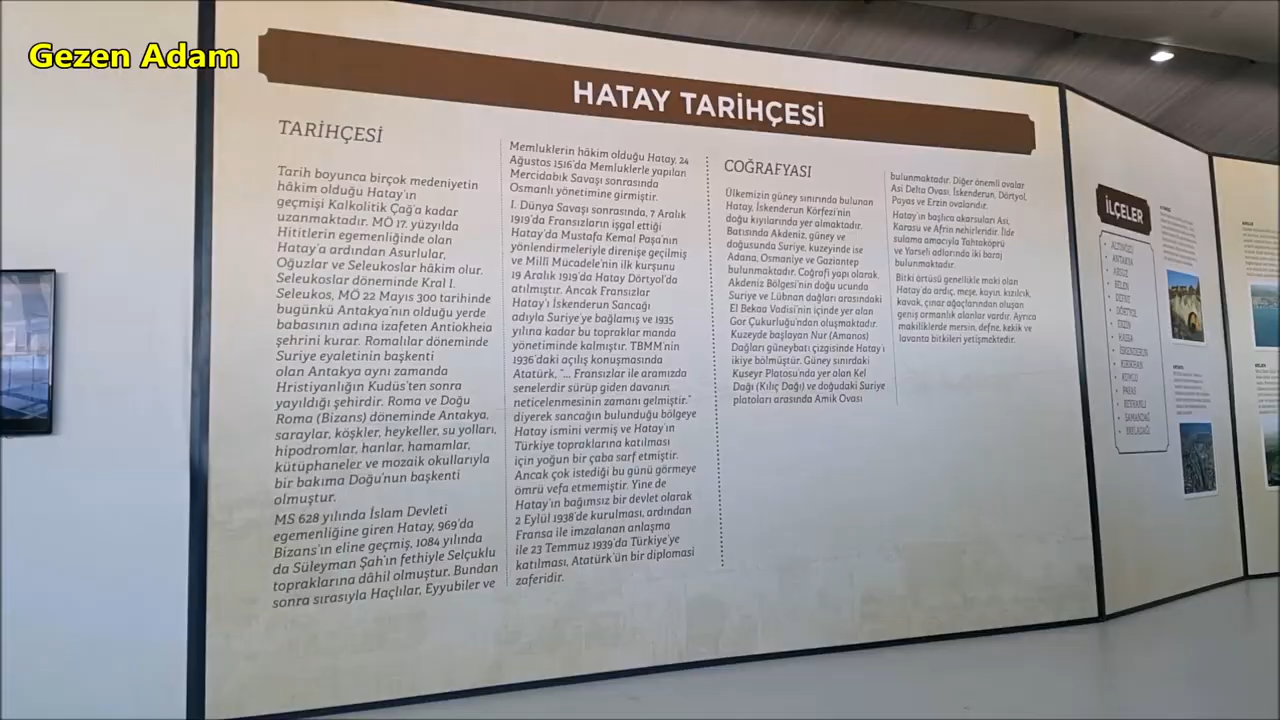 Gezen Adam
HATAY TARİHÇESİ
TARİHÇESİ
Tarih boyunca birçok medeniyetin
hâkim olduğu Hatay'ın
geçmişi Kalkolitik Çağ'a kadar
uzanmaktadır. MÖ 17. yüzyılda
Hititlerin egemenliğinde olan
Hatay'a ardından Asurlular,
Oğuzlar ve Seleukoslar hâkim olur.
Seleukoslar döneminde Kral I.
Seleukos, MÖ 22 Mayıs 300 tarihinde
bugünkü Antakya'nın olduğu yerde
babasının adına izafeten Antiokheia
şehrini kurar. Romalılar döneminde
Suriye eyaletinin başkenti
olan Antakya aynı zamanda
Hristiyanlığın Kudüs'ten sonra
yayıldığı şehirdir. Roma ve Doğu
Roma (Bizans) döneminde Antakya,
saraylar, köşkler, heykeller, su yolları,
hipodromlar, hanlar, hamamlar,
kütüphaneler ve mozaik okullarıyla
bir bakıma Doğu'nun başkenti
olmuştur.
MS 628 yılında İslam Devleti
egemenliğine giren Hatay, 969'da
Bizans'ın eline geçmiş, 1084 yılında
da Süleyman Şah'ın fethiyle Selçuklu
topraklarına dâhil olmuştur. Bundan
sonra sırasıyla Haçlılar, Eyyubiler ve
Memluklerin hâkim olduğu Hatay, 24
Ağustos 1516'da Memluklerle yapılan
Mercidabık Savaşı sonrasında
Osmanlı yönetimine girmiştir.
I. Dünya Savaşı sonrasında, 7 Aralık
1919'da Fransızların işgal ettiği
Hatay'da Mustafa Kemal Paşa'nın
yönlendirmeleriyle direnişe geçilmiş
ve Millî Mücadele'nin ilk kurşunu
19 Aralık 1919'da Hatay Dörtyol'da
atılmıştır. Ancak Fransızlar
Hatay'ı İskenderun Sancağı
adıyla Suriye'ye bağlamış ve 1935
yılına kadar bu topraklar manda
yönetiminde kalmıştır. TBMM'nin
1936'daki açılış konuşmasında
Atatürk, "... Fransızlar ile aramızda
senelerdir sürüp giden davanın
neticelenmesinin zamanı gelmiştir."
diyerek sancağın bulunduğu bölgeye
Hatay ismini vermiş ve Hatay'ın
Türkiye topraklarına katılması
için yoğun bir çaba sarf etmiştir.
Ancak çok istediği bu günü görmeye
ömrü vefa etmemiştir. Yine de
Hatay'ın bağımsız bir devlet olarak
2 Eylül 1938'de kurulması, ardından
Fransa ile imzalanan anlaşma
ile 23 Temmuz 1939'da Türkiye'ye
katılması, Atatürk'ün bir diplomasi
zaferidir.
COĞRAFYASI
Ülkemizin güney sınırında bulunan
Hatay, İskenderun Körfezi'nin
doğu kıyılarında yer almaktadır.
Batısında Akdeniz, güney ve
doğusunda Suriye, kuzeyinde ise
Adana, Osmaniye ve Gaziantep
bulunmaktadır. Coğrafi yapı olarak,
Akdeniz Bölgesi'nin doğu ucunda
Suriye ve Lübnan dağları arasındaki
El Bekaa Vadisi'nin içinde yer alan
Gor Çukurluğu'ndan oluşmaktadır.
Kuzeyde başlayan Nur (Amanos)
Dağları güneybatı çizgisinde Hatay'ı
ikiye bölmüştür. Güney sınırdaki
Kuseyr Platosu'nda yer alan Kel
Dağı (Kılıç Dağı) ve doğudaki Suriye
platoları arasında Amik Ovası
bulunmaktadır. Diğer önemli ovalar
Asi Delta Ovası, İskenderun, Dörtyol,
Payas ve Erzin ovalarıdır.
Hatay'ın başlıca akarsuları Asi,
Karasu ve Afrin nehirleridir. İlde
sulama amacıyla Tahtaköprü
ve Yarseli adlarında iki baraj
bulunmaktadır.
Bitki örtüsü genellikle maki olan
Hatay'da ardıç, meşe, kayın, kızılcık,
kavak, çınar ağaçlarından oluşan
geniş ormanlık alanlar vardır. Ayrıca
makiliklerde mersin, defne, kekik ve
lavanta bitkileri yetişmektedir.
İLÇELER
• ALTINÖZÜ
• ANTAKYA
• ARSUZ
• BELEN
• DEFNE
• DÖRTYOL
• ERZİN
• HASSA
• İSKENDERUN
• KIRIKHAN
• KUMLU
• PAYAS
• REYHANLI
• SAMANDAĞ
• YAYLADAĞI